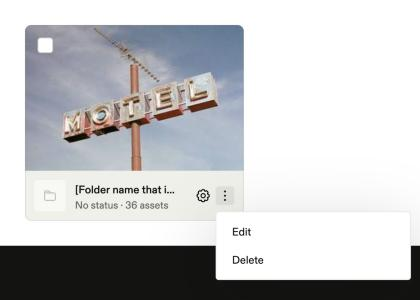 MOTEL
[Folder name that i...
No status · 36 assets
Edit
Delete